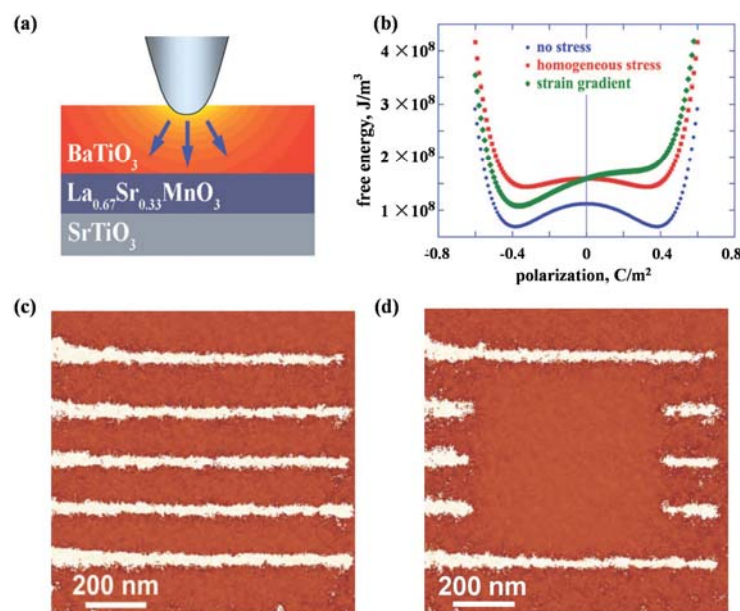 (a)
BaTiO₃
La₀.₆₇Sr₀.₃₃MnO₃
SrTiO₃
(b)
free energy, J/m³
4 ×10⁸
3 ×10⁸
2 ×10⁸
1 ×10⁸
no stress
homogeneous stress
strain gradient
-0.8
-0.4
0
0.4
0.8
polarization, C/m²
(c)
200 nm
(d)
200 nm